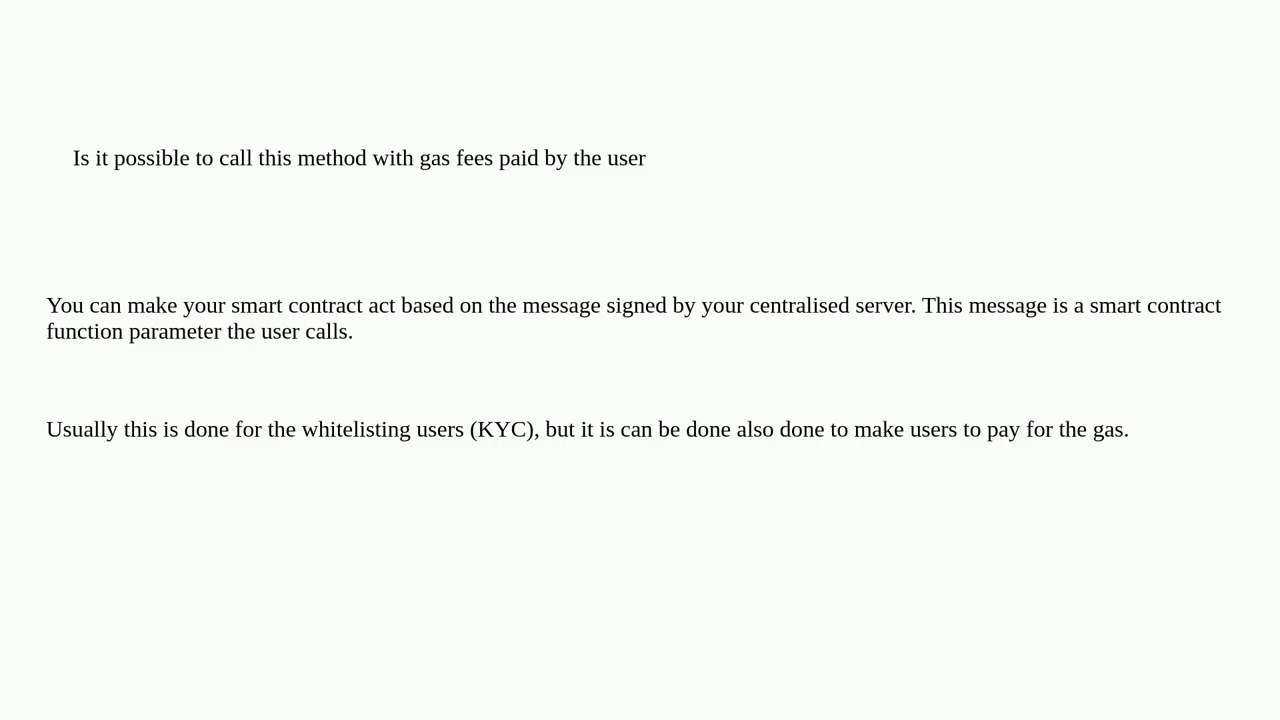 Is it possible to call this method with gas fees paid by the user
You can make your smart contract act based on the message signed by your centralised server. This message is a smart contract
function parameter the user calls.
Usually this is done for the whitelisting users (KYC), but it is can be done also done to make users to pay for the gas.